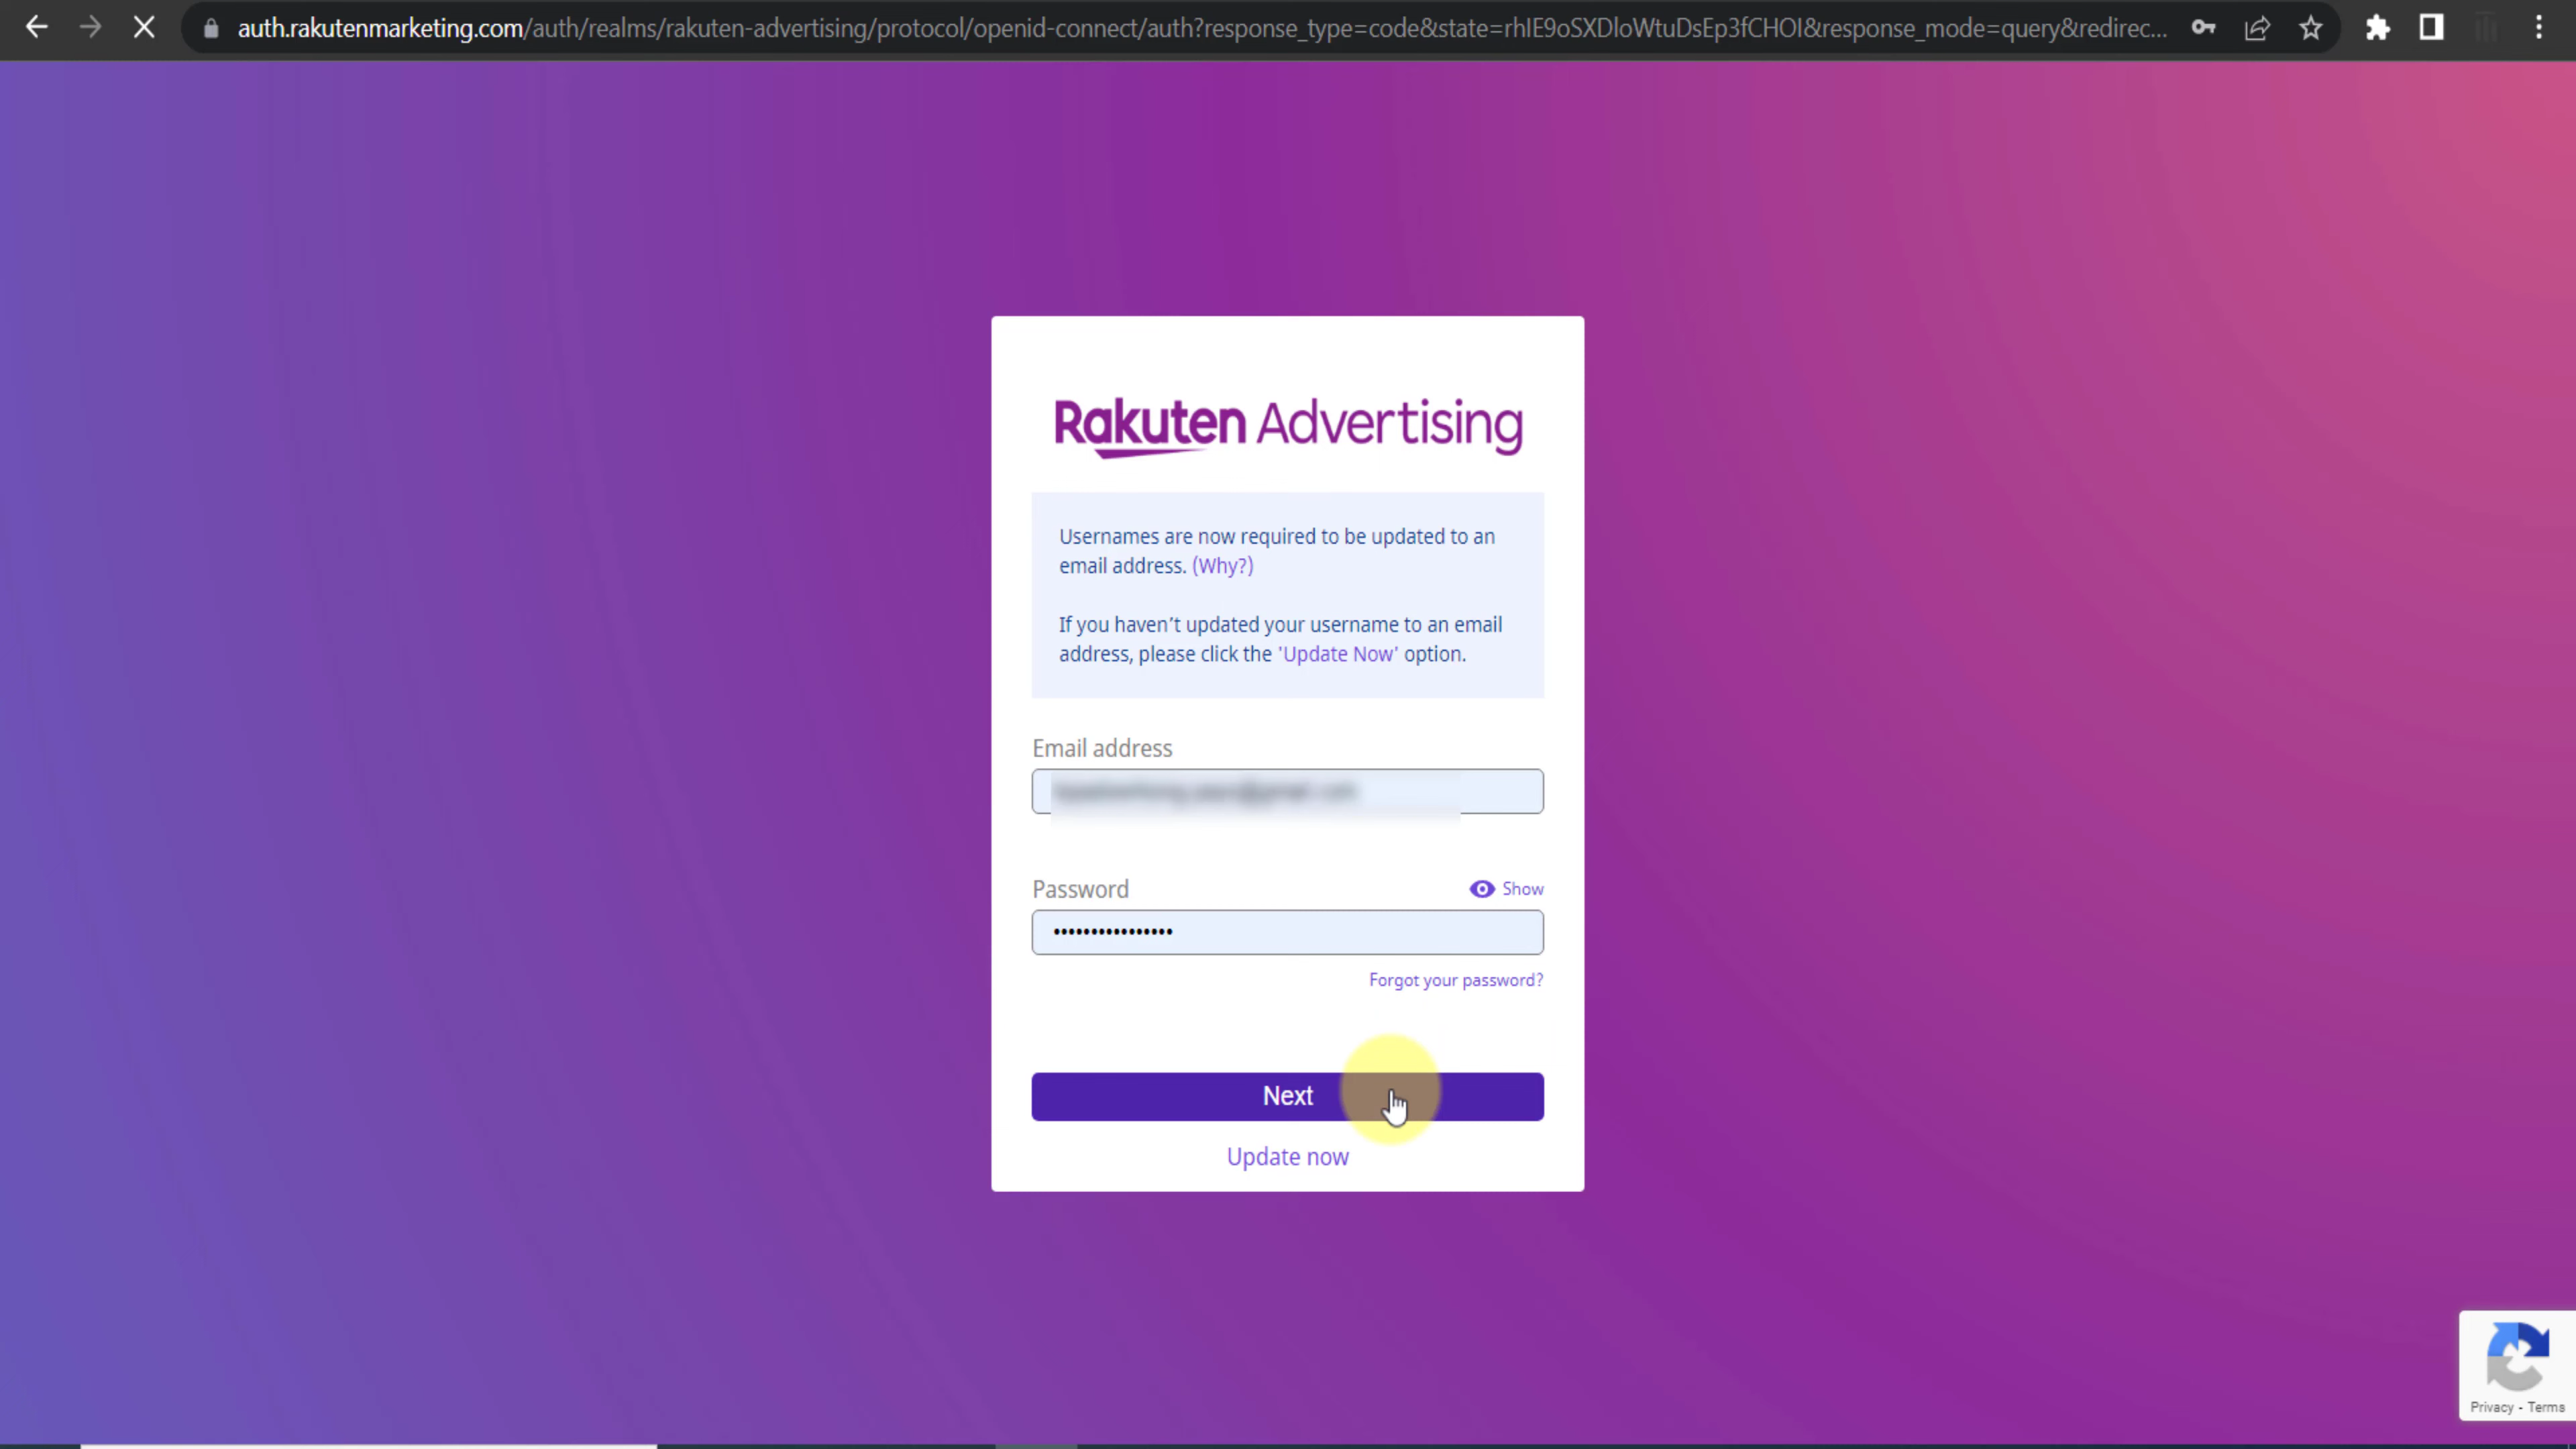 auth.rakutenmarketing.com/auth/realms/rakuten-advertising/protocol/openid-connect/auth?response_type=code&state=rhIE9oSXDloWtuDsEp3fCHOI&response_mode=query&redirec...
Rakuten Advertising
Usernames are now required to be updated to an
email address. (Why?)
If you haven't updated your username to an email
address, please click the 'Update Now' option.
Email address
Password
Show
••••••••••••••••
Forgot your password?
Next
Update now
Privacy - Terms